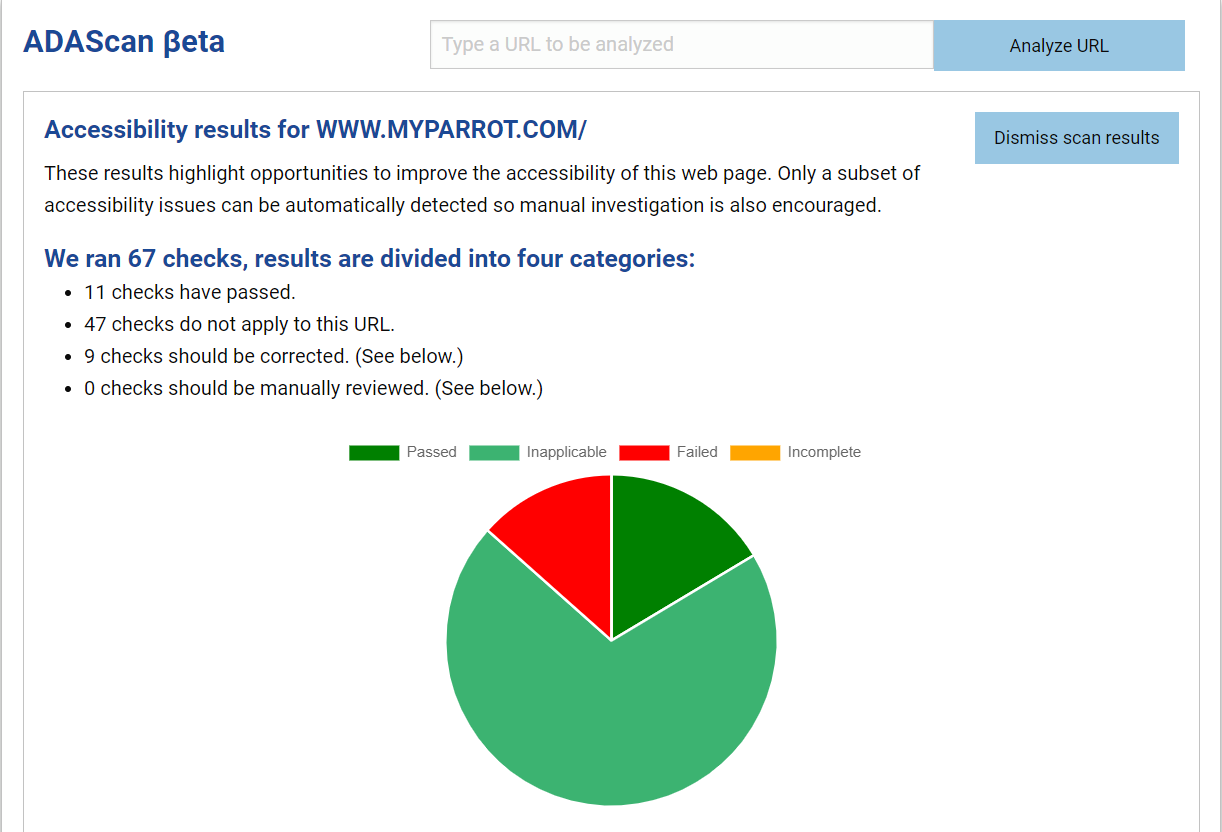 ADAScan βeta
Type a URL to be analyzed
Analyze URL
Accessibility results for WWW.MYPARROT.COM/
Dismiss scan results
These results highlight opportunities to improve the accessibility of this web page. Only a subset of
accessibility issues can be automatically detected so manual investigation is also encouraged.
We ran 67 checks, results are divided into four categories:
• 11 checks have passed.
• 47 checks do not apply to this URL.
• 9 checks should be corrected. (See below.)
• 0 checks should be manually reviewed. (See below.)
Passed Inapplicable Failed Incomplete